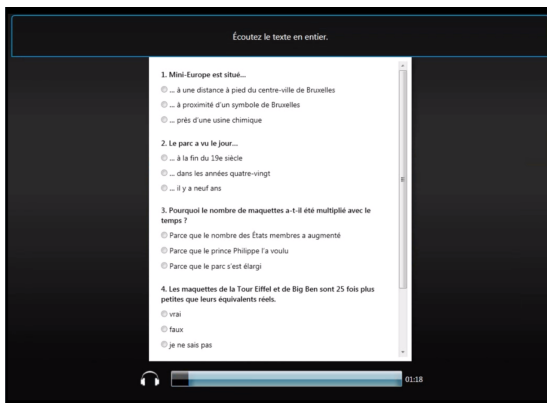 Écoutez le texte en entier.
1. Mini-Europe est situé...
... à une distance à pied du centre-ville de Bruxelles
... à proximité d'un symbole de Bruxelles
... près d'une usine chimique
2. Le parc a vu le jour...
... à la fin du 19e siècle
... dans les années quatre-vingt
... il y a neuf ans
3. Pourquoi le nombre de maquettes a-t-il été multiplié avec le
temps ?
Parce que le nombre des États membres a augmenté
Parce que le prince Philippe l'a voulu
Parce que le parc s'est élargi
4. Les maquettes de la Tour Eiffel et de Big Ben sont 25 fois plus
petites que leurs équivalents réels.
vrai
faux
je ne sais pas
01:18